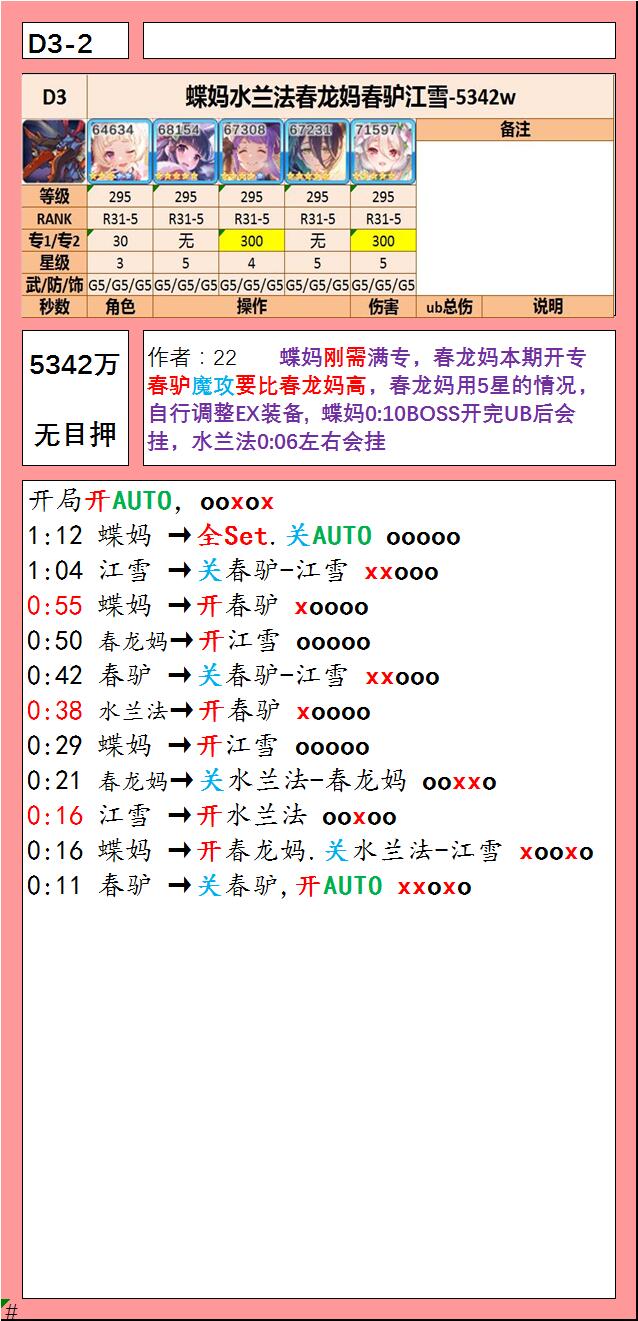 D3-2
D3 蝶妈水兰法春龙妈春驴江雪-5342w
64634 68154 67308 67231 71597 备注
等级 295 295 295 295 295
RANK R31-5 R31-5 R31-5 R31-5 R31-5
专1/专2 30 无 300 无 300
星级 3 5 4 5 5
武/防/饰 G5/G5/G5 G5/G5/G5 G5/G5/G5 G5/G5/G5 G5/G5/G5
秒数 角色 操作 伤害 ub总伤 说明
5342万
无目押
作者：22 蝶妈刚需满专，春龙妈本期开专
春驴魔攻要比春龙妈高，春龙妈用5星的情况，
自行调整EX装备, 蝶妈0:10BOSS开完UB后会
挂，水兰法0:06左右会挂
开局开AUTO, ooxox
1:12 蝶妈 →全Set.关AUTO ooooo
1:04 江雪 →关春驴-江雪 xxooo
0:55 蝶妈 →开春驴 xoooo
0:50 春龙妈→开江雪 ooooo
0:42 春驴 →关春驴-江雪 xxooo
0:38 水兰法→开春驴 xoooo
0:29 蝶妈 →开江雪 ooooo
0:21 春龙妈→关水兰法-春龙妈 ooxxo
0:16 江雪 →开水兰法 ooxoo
0:16 蝶妈 →开春龙妈.关水兰法-江雪 xooxo
0:11 春驴 →关春驴,开AUTO xxoxo
#